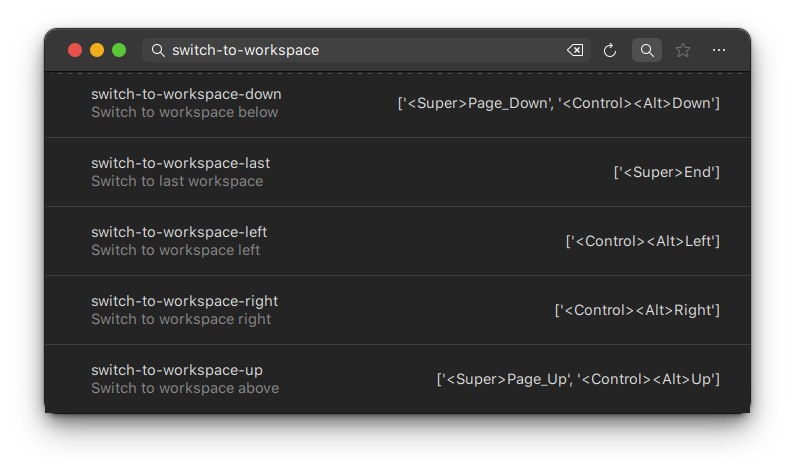 switch-to-workspace
switch-to-workspace-down
Switch to workspace below
['<Super>Page_Down', '<Control><Alt>Down']
switch-to-workspace-last
Switch to last workspace
['<Super>End']
switch-to-workspace-left
Switch to workspace left
['<Control><Alt>Left']
switch-to-workspace-right
Switch to workspace right
['<Control><Alt>Right']
switch-to-workspace-up
Switch to workspace above
['<Super>Page_Up', '<Control><Alt>Up']